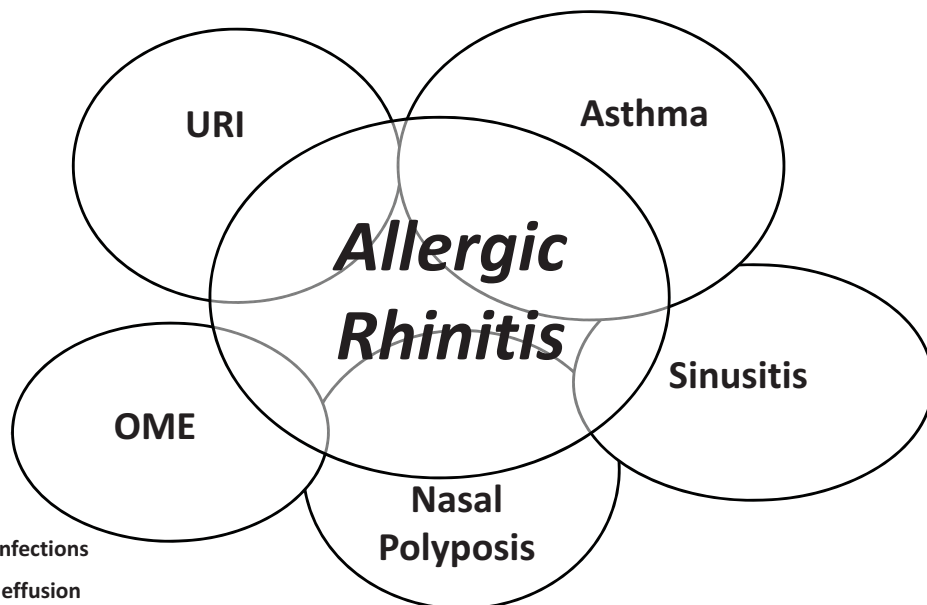 URI
Asthma
Allergic
Rhinitis
Sinusitis
OME
Nasal
Polyposis
nfections
effusion